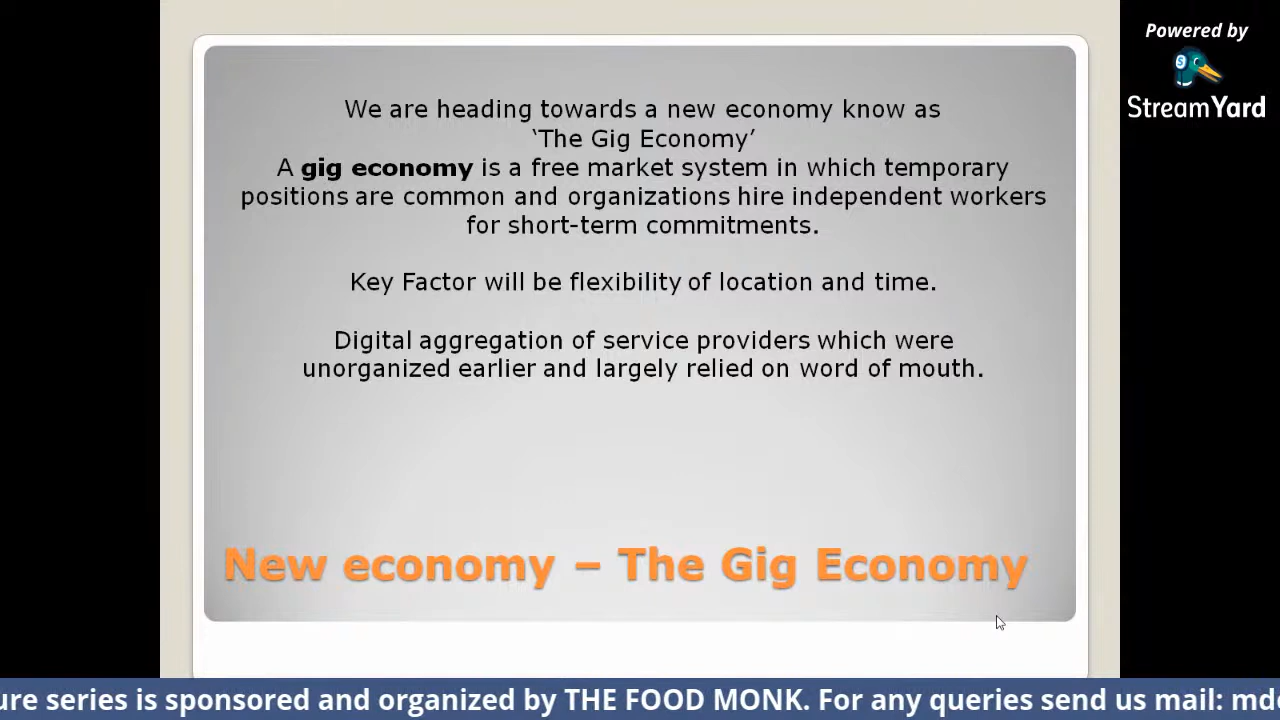 Powered by
StreamYard
We are heading towards a new economy know as
‘The Gig Economy’
A gig economy is a free market system in which temporary
positions are common and organizations hire independent workers
for short-term commitments.
Key Factor will be flexibility of location and time.
Digital aggregation of service providers which were
unorganized earlier and largely relied on word of mouth.
New economy – The Gig Economy
series is sponsored and organized by THE FOOD MONK. For any queries send us mail: